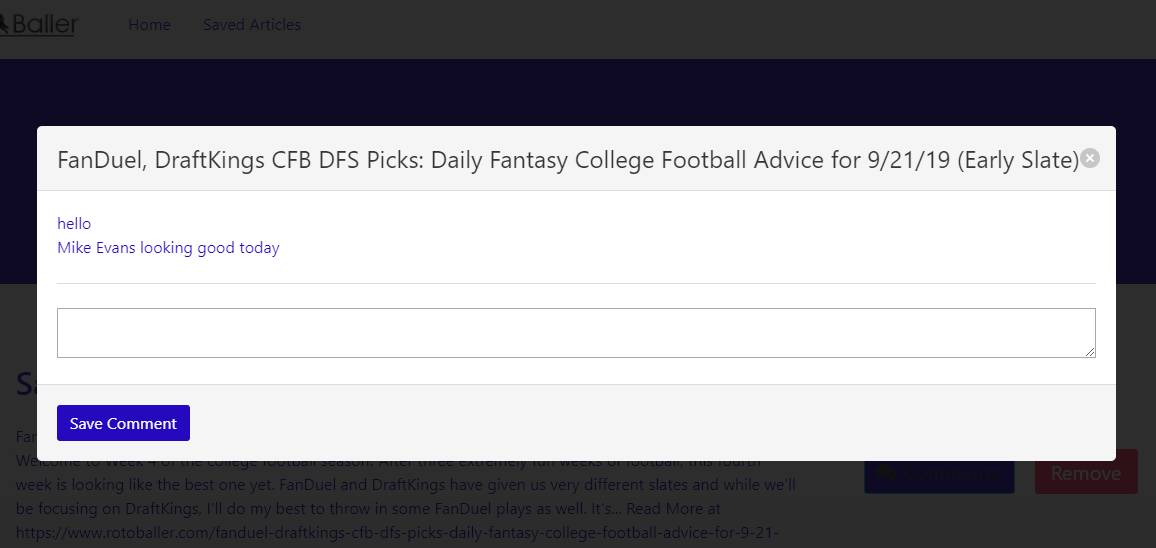 Baller
Home
Saved Articles
FanDuel, DraftKings CFB DFS Picks: Daily Fantasy College Football Advice for 9/21/19 (Early Slate)
hello
Mike Evans looking good today
Save Comment
Comments
Remove
Welcome to Week 4 of the college football season! After three extremely fun weeks of football, this fourth
week is looking like the best one yet. FanDuel and DraftKings have given us very different slates and while we'll
be focusing on DraftKings, I'll do my best to throw in some FanDuel plays as well. It's... Read More at
https://www.rotoballer.com/fanduel-draftkings-cfb-dfs-picks-daily-fantasy-college-football-advice-for-9-21-